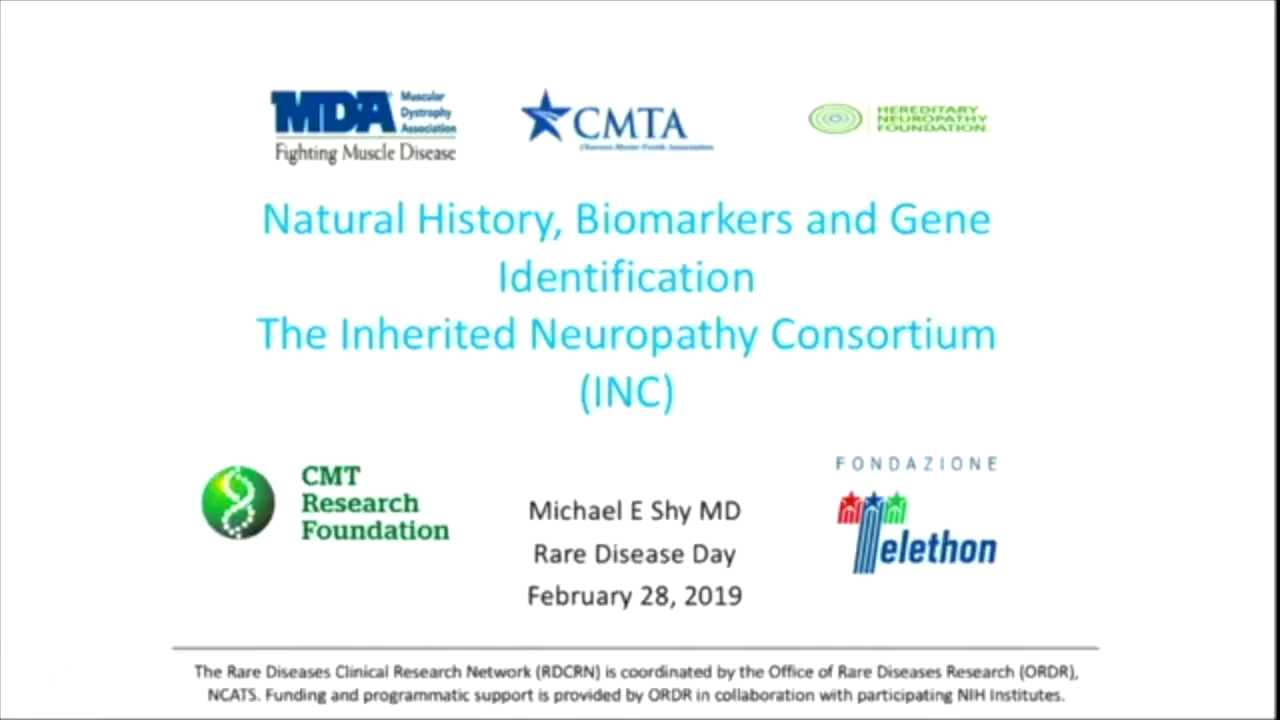 MDA Muscular
Dystrophy
Association
Fighting Muscle Disease
CMTA
HEREDITARY
NEUROPATHY
FOUNDATION
Natural History, Biomarkers and Gene
Identification
The Inherited Neuropathy Consortium
(INC)
CMT
Research
Foundation
Michael E Shy MD
Rare Disease Day
February 28, 2019
FONDAZIONE
Telethon
The Rare Diseases Clinical Research Network (RDCRN) is coordinated by the Office of Rare Diseases Research (ORDR),
NCATS. Funding and programmatic support is provided by ORDR in collaboration with participating NIH Institutes.